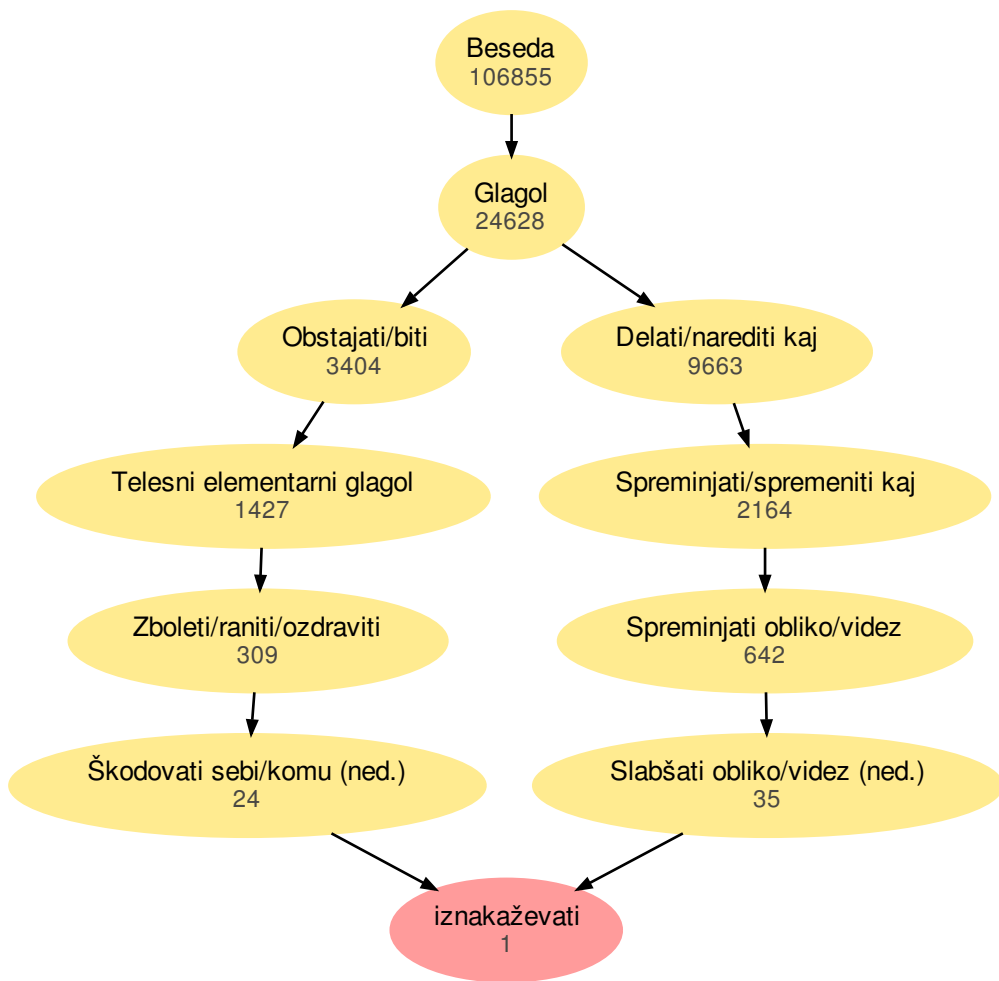 Beseda
106855
Glagol
24628
Obstajati/biti
3404
Delati/narediti kaj
9663
Telesni elementarni glagol
1427
Spreminjati/spremeniti kaj
2164
Zboleti/raniti/ozdraviti
309
Spreminjati obliko/videz
642
Škodovati sebi/komu (ned.)
24
Slabšati obliko/videz (ned.)
35
iznakaževati
1